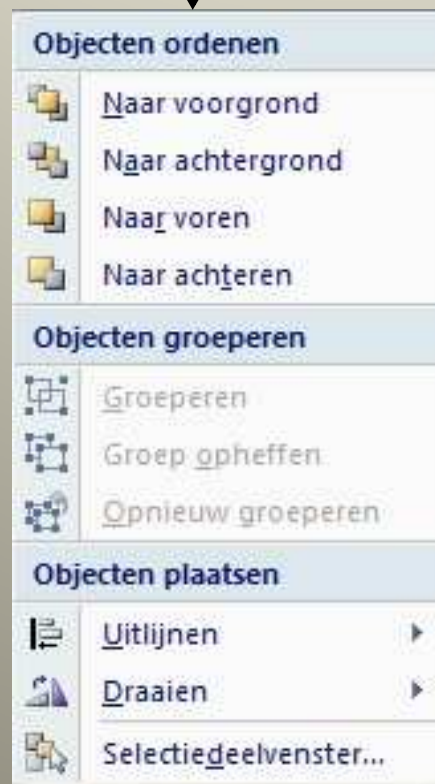 Objecten ordenen
Naar voorgrond
Naar achtergrond
Naar voren
Naar achteren
Objecten groeperen
Groeperen
Groep opheffen
Opnieuw groeperen
Objecten plaatsen
Uitlijnen
Draaien
Selectiedeelvenster...